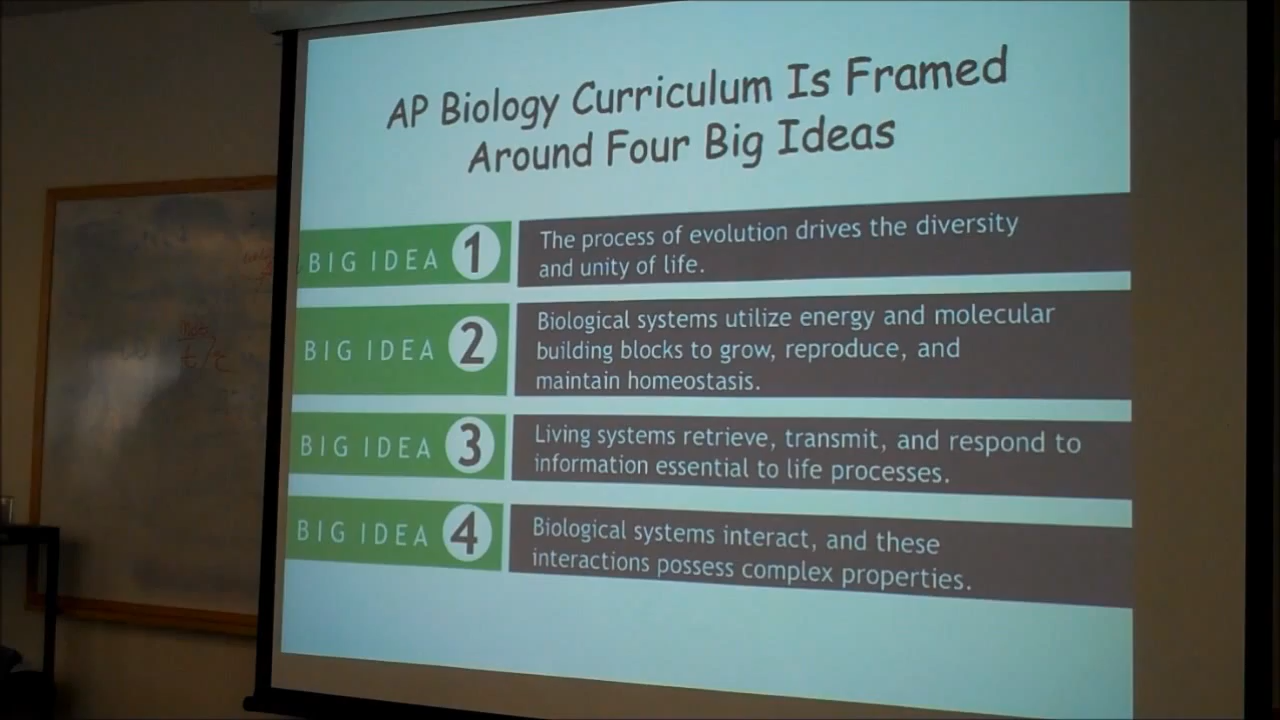 AP Biology Curriculum Is Framed
Around Four Big Ideas
BIG IDEA 1
The process of evolution drives the diversity
and unity of life.
BIG IDEA 2
Biological systems utilize energy and molecular
building blocks to grow, reproduce, and
maintain homeostasis.
BIG IDEA 3
Living systems retrieve, transmit, and respond to
information essential to life processes.
BIG IDEA 4
Biological systems interact, and these
interactions possess complex properties.